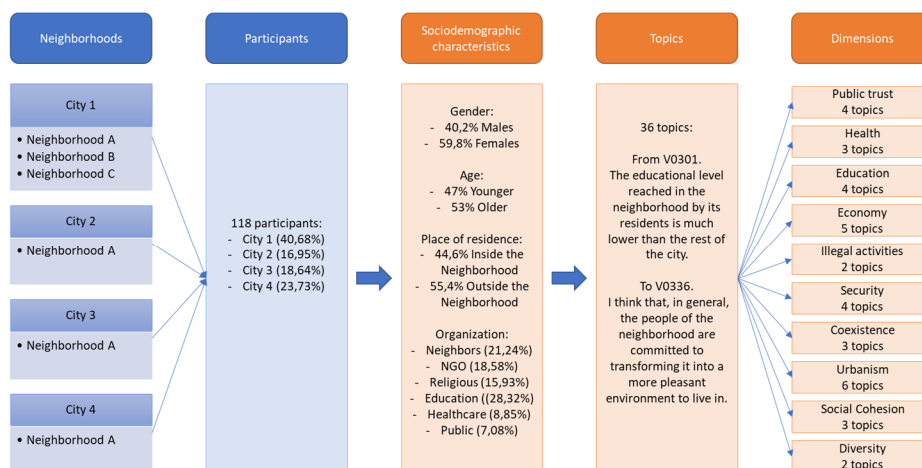 Neighborhoods
Participants
Sociodemographic
characteristics
Topics
Dimensions
City 1
• Neighborhood A
• Neighborhood B
• Neighborhood C
City 2
• Neighborhood A
City 3
• Neighborhood A
City 4
• Neighborhood A
118 participants:
- City 1 (40,68%)
- City 2 (16,95%)
- City 3 (18,64%)
- City 4 (23,73%)
Gender:
- 40,2% Males
- 59,8% Females
Age:
- 47% Younger
- 53% Older
Place of residence:
- 44,6% Inside the
Neighborhood
- 55,4% Outside the
Neighborhood
Organization:
- Neighbors (21,24%)
- NGO (18,58%)
- Religious (15,93%)
- Education ((28,32%)
- Healthcare (8,85%)
- Public (7,08%)
36 topics:
From V0301.
The educational level
reached in the
neighborhood by its
residents is much
lower than the rest of
the city.
To V0336.
I think that, in general,
the people of the
neighborhood are
committed to
transforming it into a
more pleasant
environment to live in.
Public trust
4 topics
Health
3 topics
Education
4 topics
Economy
5 topics
Illegal activities
2 topics
Security
4 topics
Coexistence
3 topics
Urbanism
6 topics
Social Cohesion
3 topics
Diversity
2 topics